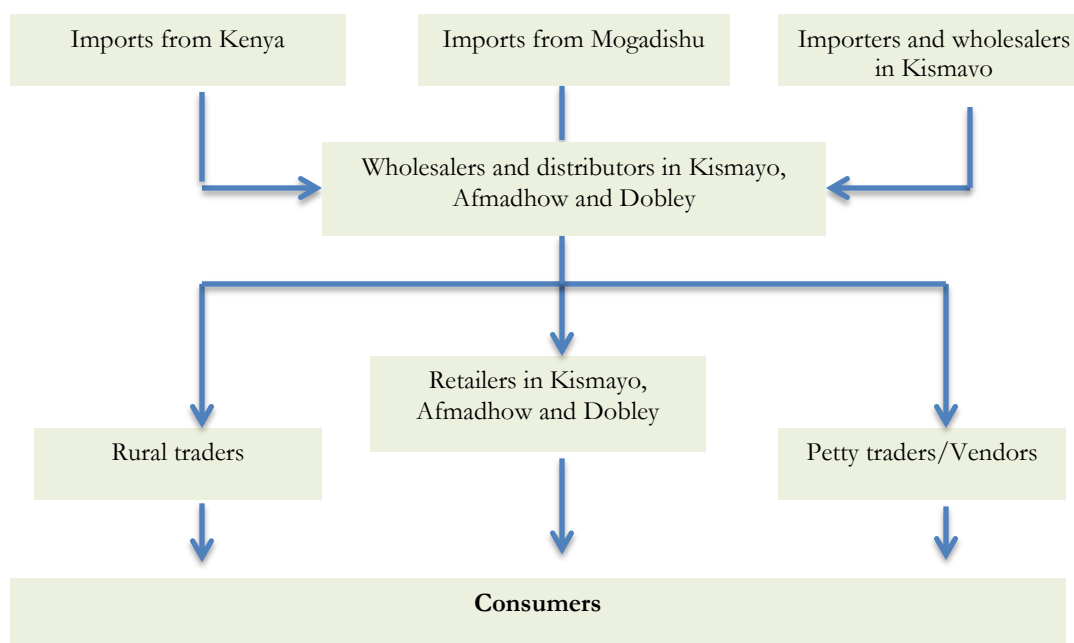 Imports from Kenya
Imports from Mogadishu
Importers and wholesalers
in Kismayo
Wholesalers and distributors in Kismayo,
Afmadhow and Dobley
Retailers in Kismayo,
Afmadhow and Dobley
Rural traders
Petty traders/Vendors
Consumers